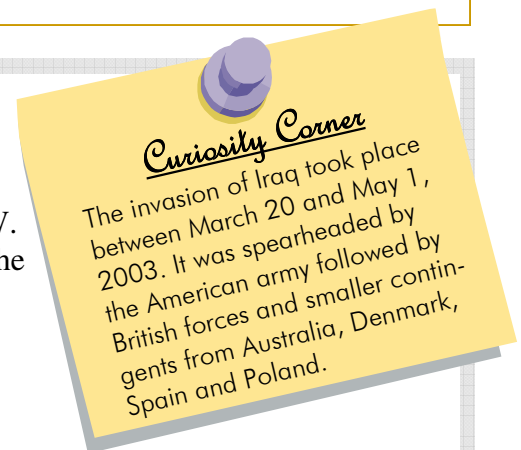 Curiosity Corner
The invasion of Iraq took place
between March 20 and May 1,
2003. It was spearheaded by
the American army followed by
British forces and smaller contin-
gents from Australia, Denmark,
Spain and Poland.